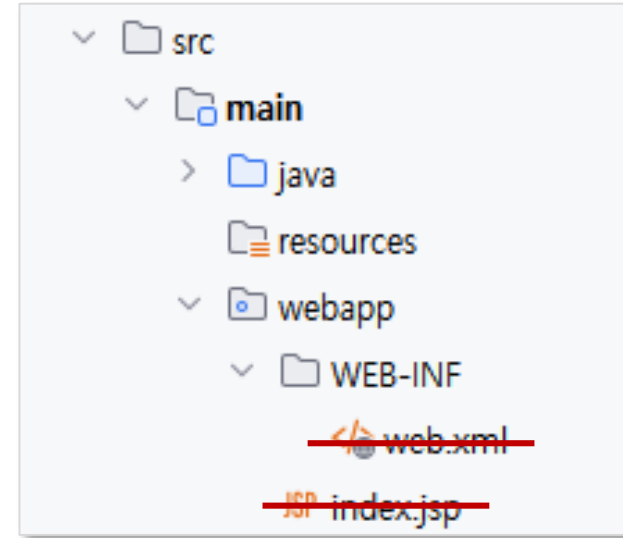 src
main
java
resources
webapp
WEB-INF
web.xml
JSP index.jsp